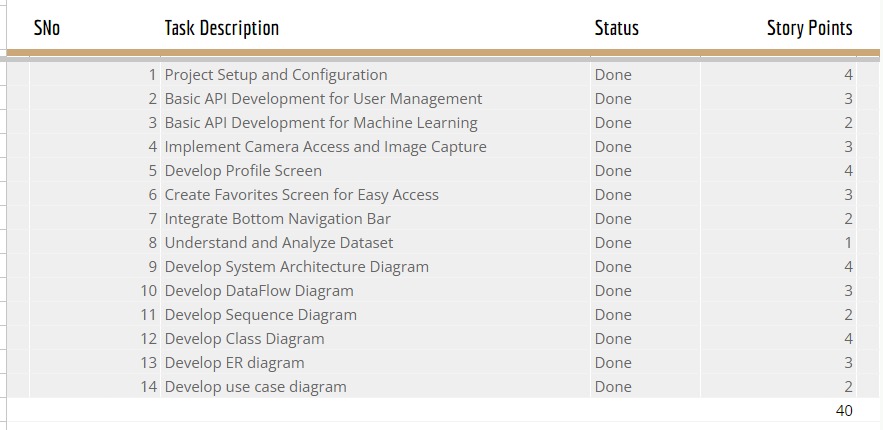 SNo Task Description Status Story Points
1 Project Setup and Configuration Done 4
2 Basic API Development for User Management Done 3
3 Basic API Development for Machine Learning Done 2
4 Implement Camera Access and Image Capture Done 3
5 Develop Profile Screen Done 4
6 Create Favorites Screen for Easy Access Done 3
7 Integrate Bottom Navigation Bar Done 2
8 Understand and Analyze Dataset Done 1
9 Develop System Architecture Diagram Done 4
10 Develop DataFlow Diagram Done 3
11 Develop Sequence Diagram Done 2
12 Develop Class Diagram Done 4
13 Develop ER diagram Done 3
14 Develop use case diagram Done 2
40